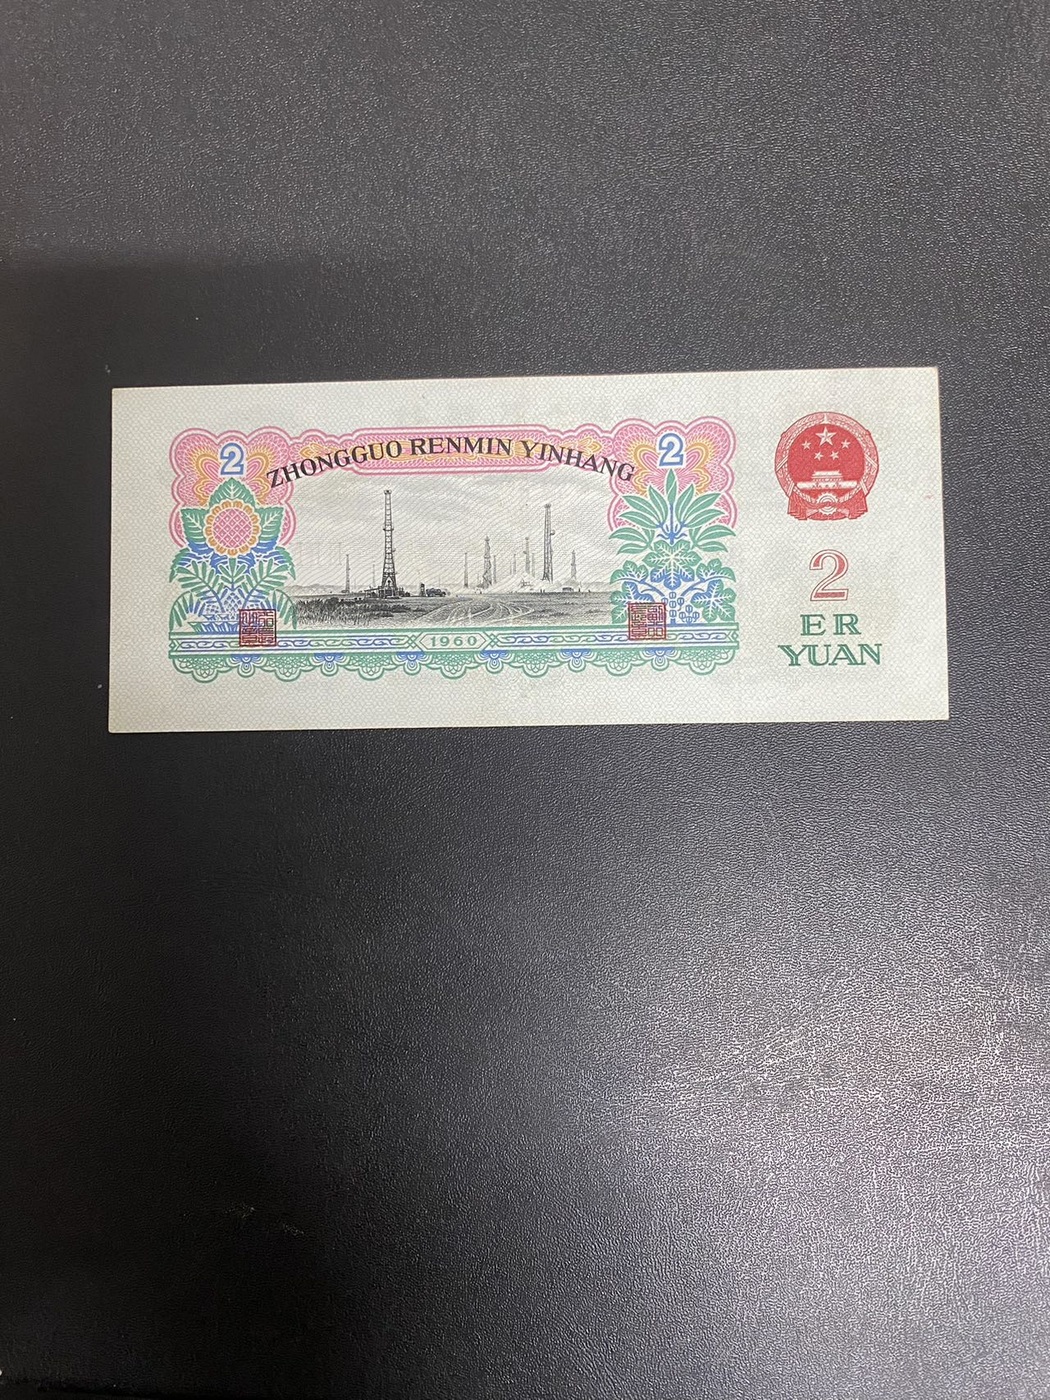 2
2
ZHONGGUO RENMIN YINHANG
1960
2
ER
YUAN